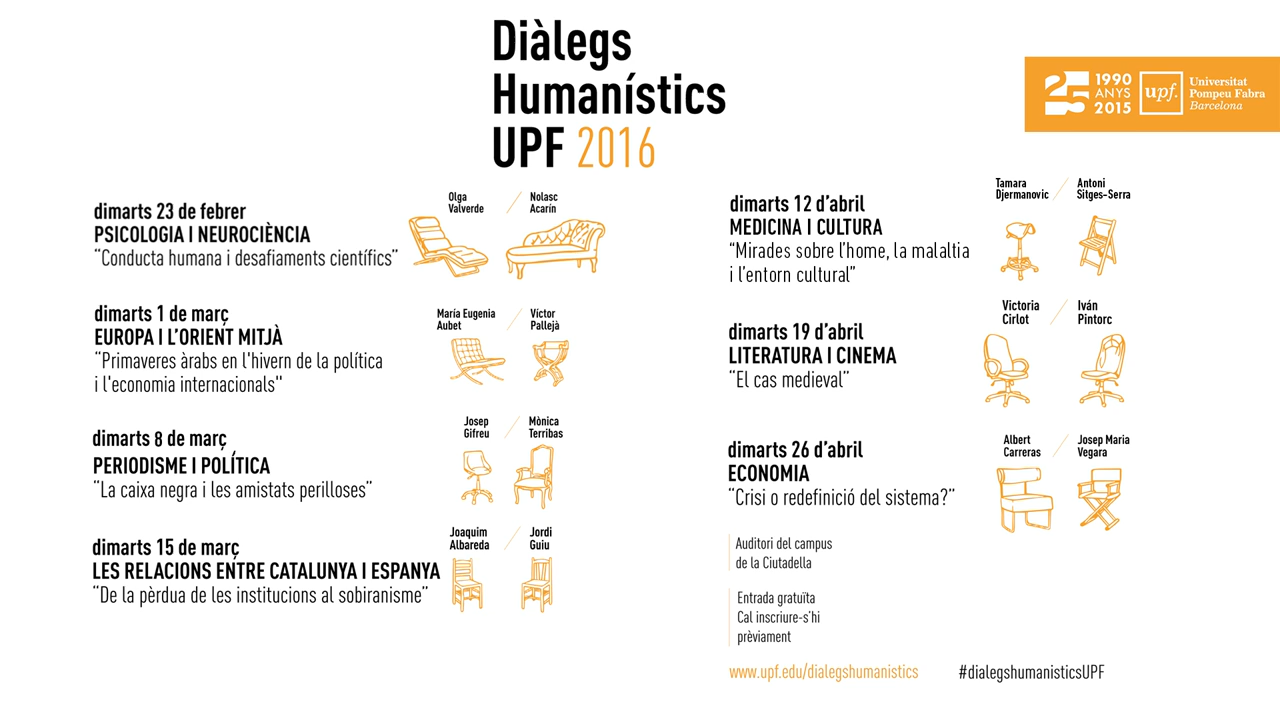 Diàlegs
Humanístics
UPF 2016
25
1990
ANYS
2015
upf.
Universitat
Pompeu Fabra
Barcelona
dimarts 23 de febrer
PSICOLOGIA I NEUROCIÈNCIA
“Conducta humana i desafiaments científics”
Olga
Valverde
Nolasc
Acarín
dimarts 1 de març
EUROPA I L’ORIENT MITJÀ
“Primaveres àrabs en l'hivern de la política
i l'economia internacionals"
María Eugenia
Aubet
Víctor
Pallejà
dimarts 8 de març
PERIODISME I POLÍTICA
“La caixa negra i les amistats perilloses”
Josep
Gifreu
Mònica
Terribas
dimarts 15 de març
LES RELACIONS ENTRE CATALUNYA I ESPANYA
“De la pèrdua de les institucions al sobiranisme”
Joaquim
Albareda
Jordi
Guiu
dimarts 12 d’abril
MEDICINA I CULTURA
“Mirades sobre l’home, la malaltia
i l’entorn cultural”
Tamara
Djermanovic
Antoni
Sitges-Serra
dimarts 19 d’abril
LITERATURA I CINEMA
“El cas medieval”
Victoria
Cirlot
Iván
Pintorc
dimarts 26 d’abril
ECONOMIA
“Crisi o redefinició del sistema?”
Albert
Carreras
Josep Maria
Vegara
Auditori del campus
de la Ciutadella
Entrada gratuïta
Cal inscriure-s’hi
prèviament
www.upf.edu/dialegshumanistics
#dialegshumanisticsUPF